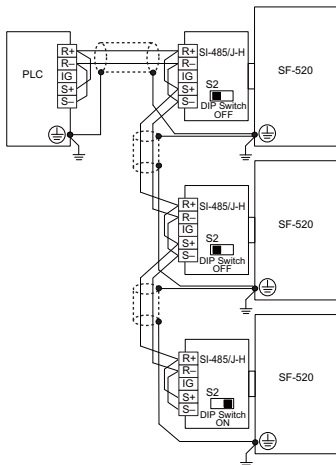 PLC
R+
R–
IG
S+
S–
R+
R–
IG
S+
S–
SI-485/J-H
S2
DIP Switch
OFF
SF-520
R+
R–
IG
S+
S–
SI-485/J-H
S2
DIP Switch
OFF
SF-520
R+
R–
IG
S+
S–
SI-485/J-H
S2
DIP Switch
ON
SF-520